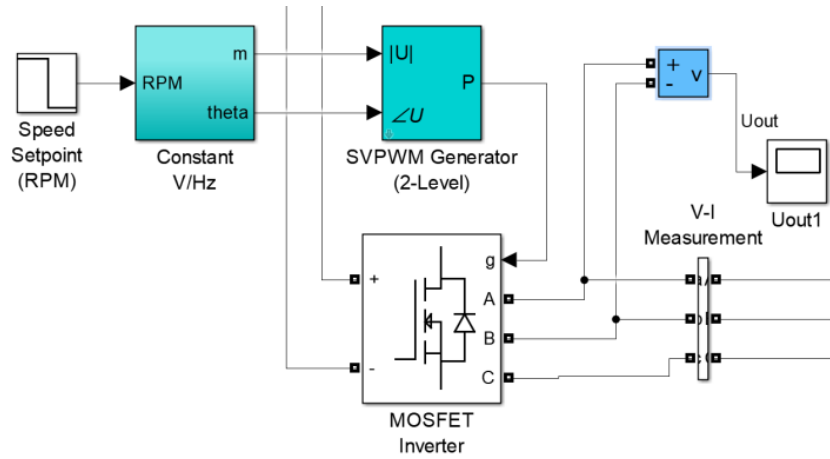 m
|U|
RPM
P
theta
∠U
Speed
Setpoint
(RPM)
Constant
V/Hz
SVPWM Generator
(2-Level)
+
-
v
Uout
Uout1
V-I
Measurement
g
+
A
B
-
C
MOSFET
Inverter